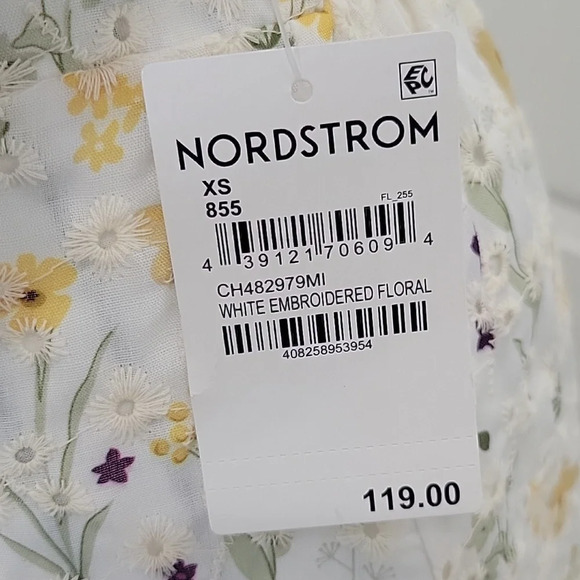 EPC
NORDSTROM
XS
855
FL_255
4 39121 70609 4
CH482979MI
WHITE EMBROIDERED FLORAL
408258953954
119.00